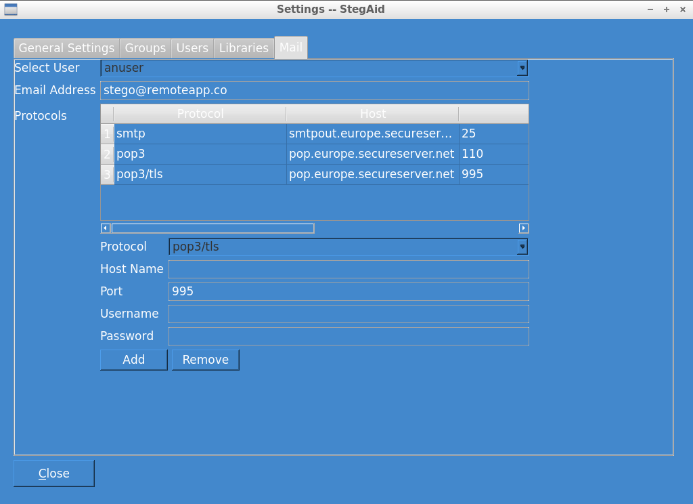 Settings -- StegAid
General Settings Groups Users Libraries Mail
Select User anuser
Email Address stego@remoteapp.co
Protocols
Protocol Host
1 smtp smtpout.europe.secureser... 25
2 pop3 pop.europe.secureserver.net 110
3 pop3/tls pop.europe.secureserver.net 995
Protocol pop3/tls
Host Name
Port 995
Username
Password
Add Remove
Close